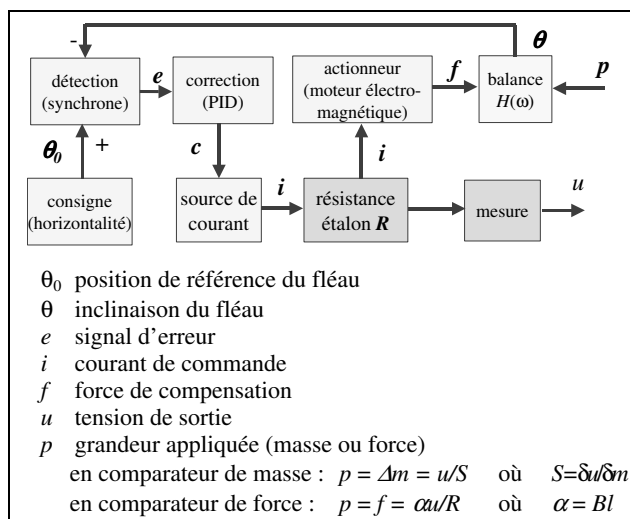 -
θ
détection
(synchrone)
e
correction
(PID)
actionneur
(moteur électro-
magnétique)
f
balance
H(ω)
p
θ0
+
c
i
i
u
consigne
(horizontalité)
source de
courant
résistance
étalon R
mesure
θ0 position de référence du fléau
θ inclinaison du fléau
e signal d'erreur
i courant de commande
f force de compensation
u tension de sortie
p grandeur appliquée (masse ou force)
en comparateur de masse : p = Δm = u/S où S=δu/δm
en comparateur de force : p = f = αu/R où α = Bl